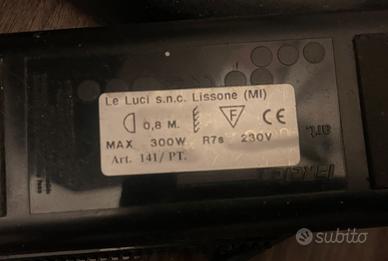 Le Luci s.n.c. Lissone (MI)
0,8 M. F CE
MAX 300W R7s 230V
Art. 141/PT.
subito